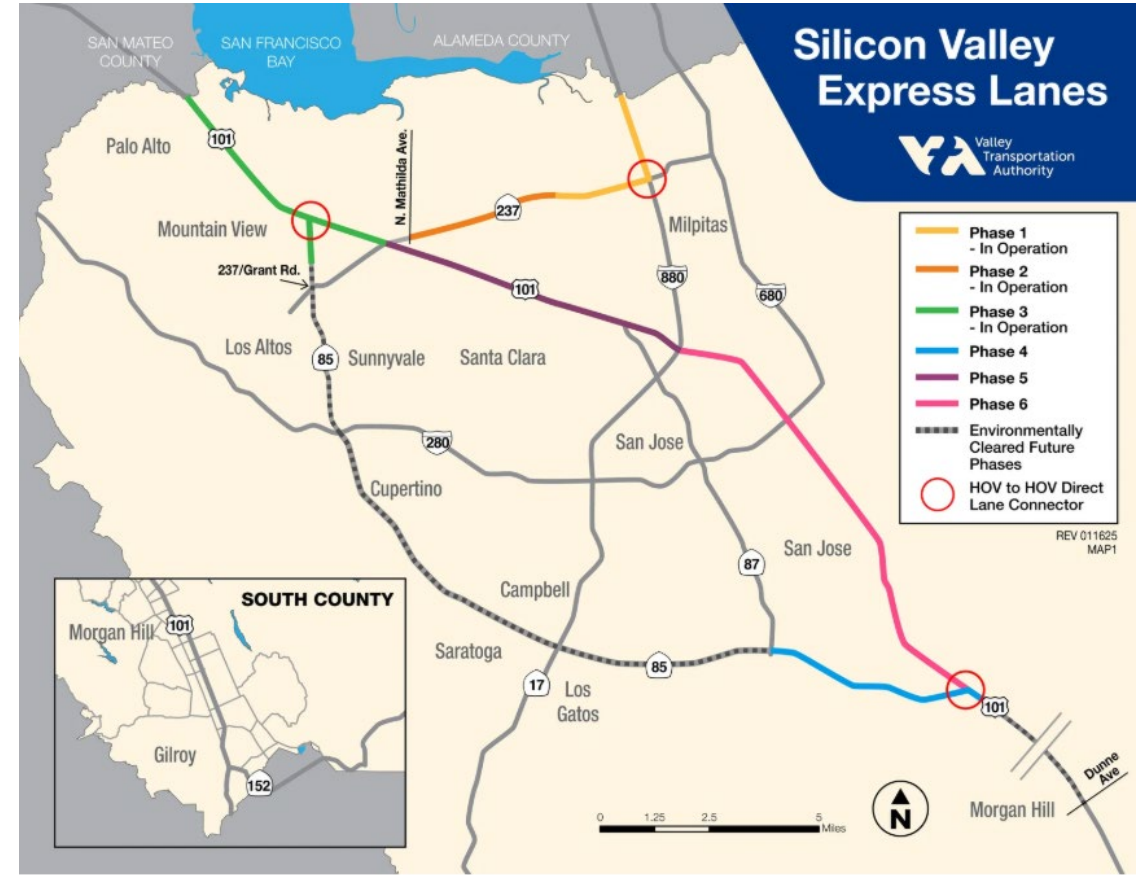 SAN MATEO
COUNTY
SAN FRANCISCO
BAY
ALAMEDA COUNTY
Silicon Valley
Express Lanes
VTA
Valley
Transportation
Authority
Palo Alto
101
N. Mathilda Ave.
237
Mountain View
Milpitas
237/Grant Rd.
101
880
680
Los Altos
85
Sunnyvale
Santa Clara
280
San Jose
Cupertino
San Jose
87
Campbell
Saratoga
85
17
Los
Gatos
101
Dunne
Ave
Morgan Hill
Phase 1
- In Operation
Phase 2
- In Operation
Phase 3
- In Operation
Phase 4
Phase 5
Phase 6
Environmentally
Cleared Future
Phases
HOV to HOV Direct
Lane Connector
REV 011625
MAP1
SOUTH COUNTY
101
Morgan Hill
Gilroy
152
0 1.25 2.5 5
Miles
N